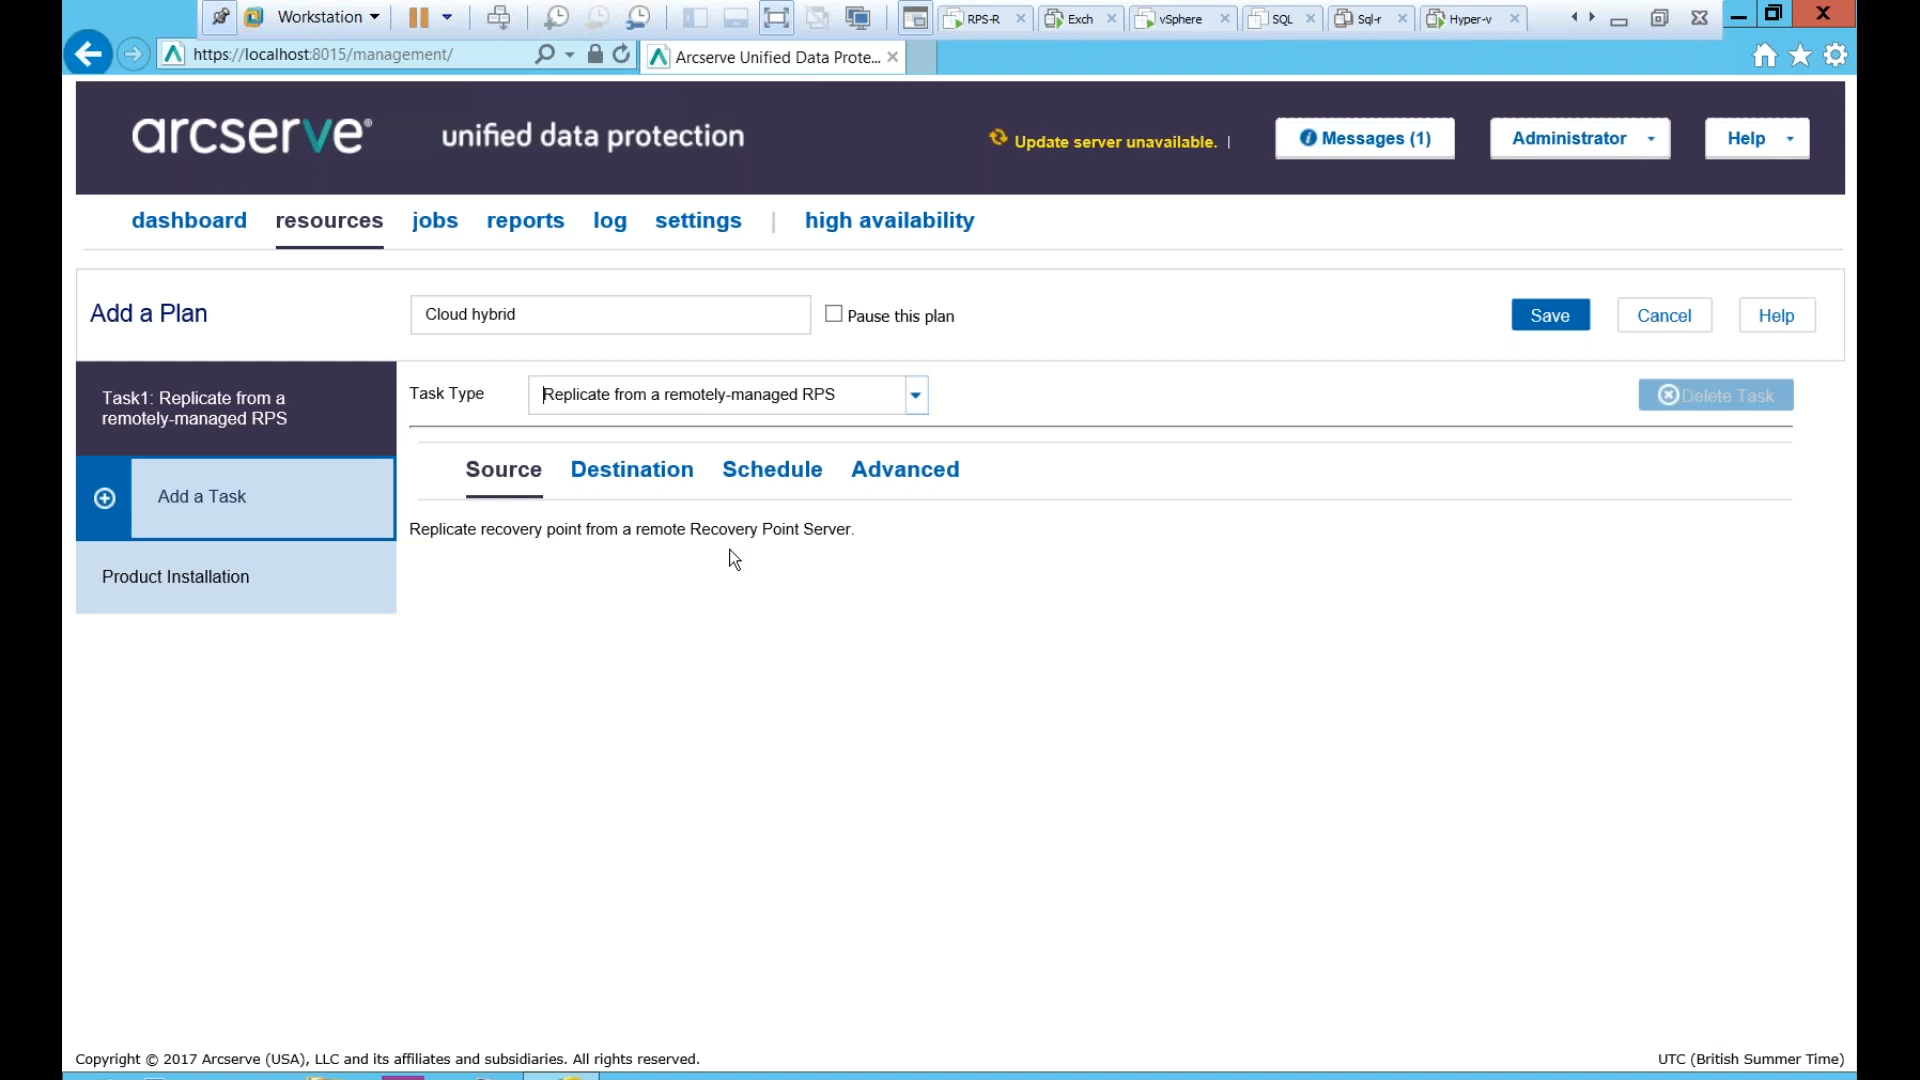 Workstation
RPS-R
Exch
vSphere
SQL
Sql-r
Hyper-v
https://localhost:8015/management/
Arcserve Unified Data Prote...
arcserve®
unified data protection
Update server unavailable. |
Messages (1)
Administrator
Help
dashboard
resources
jobs
reports
log
settings
|
high availability
Add a Plan
Cloud hybrid
Pause this plan
Save
Cancel
Help
Task1: Replicate from a
remotely-managed RPS
Add a Task
Product Installation
Task Type
Replicate from a remotely-managed RPS
Delete Task
Source
Destination
Schedule
Advanced
Replicate recovery point from a remote Recovery Point Server.
Copyright © 2017 Arcserve (USA), LLC and its affiliates and subsidiaries. All rights reserved.
UTC (British Summer Time)